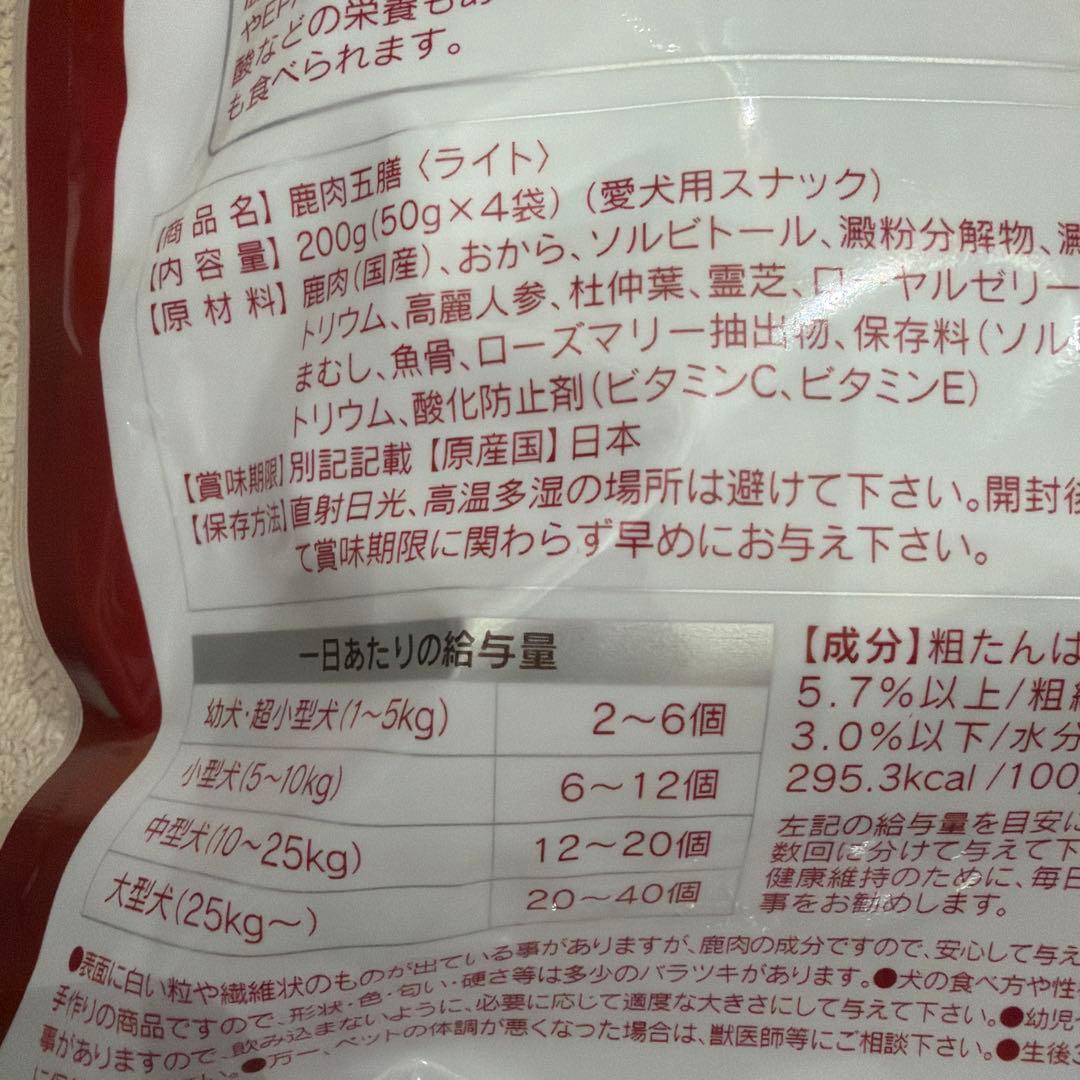 やEP
酸などの栄養も
も食べられます。
【商品名】鹿肉五膳〈ライト〉
【内容量】200g(50g×4袋)(愛犬用スナック)
【原材料】鹿肉(国産)、おから、ソルビトール、澱粉分解物、
トリウム、高麗人参、杜仲葉、霊芝、ローヤルゼリー
まむし、魚骨、ローズマリー抽出物、保存料(ソル
トリウム、酸化防止剤(ビタミンC、ビタミンE)
【賞味期限】別記記載【原産国】日本
【保存方法】直射日光、高温多湿の場所は避けて下さい。開封後
て賞味期限に関わらず早めにお与え下さい。
一日あたりの給与量
幼犬・超小型犬(1~5kg) 2~6個
小型犬(5~10kg) 6~12個
中型犬(10~25kg) 12~20個
大型犬(25kg~) 20~40個
【成分】粗たんぱ
5.7%以上/粗
3.0%以下/水分
295.3kcal/100
左記の給与量を目安に
数回に分けて与えて下
健康維持のために、毎日
事をお勧めします。
●表面に白い粒や繊維状のものが出ている事がありますが、鹿肉の成分ですので、安心して与え
手作りの商品ですので、形状・色・匂い・硬さ等は多少のバラツキがあります。●犬の食べ方や性
事がありますので、飲み込まないように、必要に応じて適度な大きさにして与えて下さい。●幼児
●万一、ペットの体調が悪くなった場合は、獣医師等にご相談下さい。●生後3